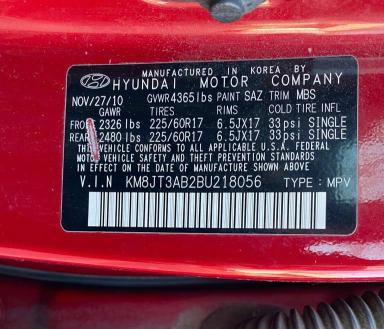 MANUFACTURED IN KOREA BY
HYUNDAI MOTOR COMPANY
NOV/27/10 GVWR 4365 lbs PAINT SAZ TRIM MBS
GAWR TIRES RIMS COLD TIRE INFL
FR 2326 lbs 225/60R17 6.5JX17 33psi SINGLE
REAR 2480 lbs 225/60R17 6.5JX17 33psi SINGLE
THIS VEHICLE CONFORMS TO ALL APPLICABLE U.S.A. FEDERAL
MOTOR VEHICLE SAFETY AND THEFT PREVENTION STANDARDS
IN EFFECT ON THE DATE OF MANUFACTURE SHOWN ABOVE.
V.I.N KM8JT3AB2BU218056 TYPE : MPV